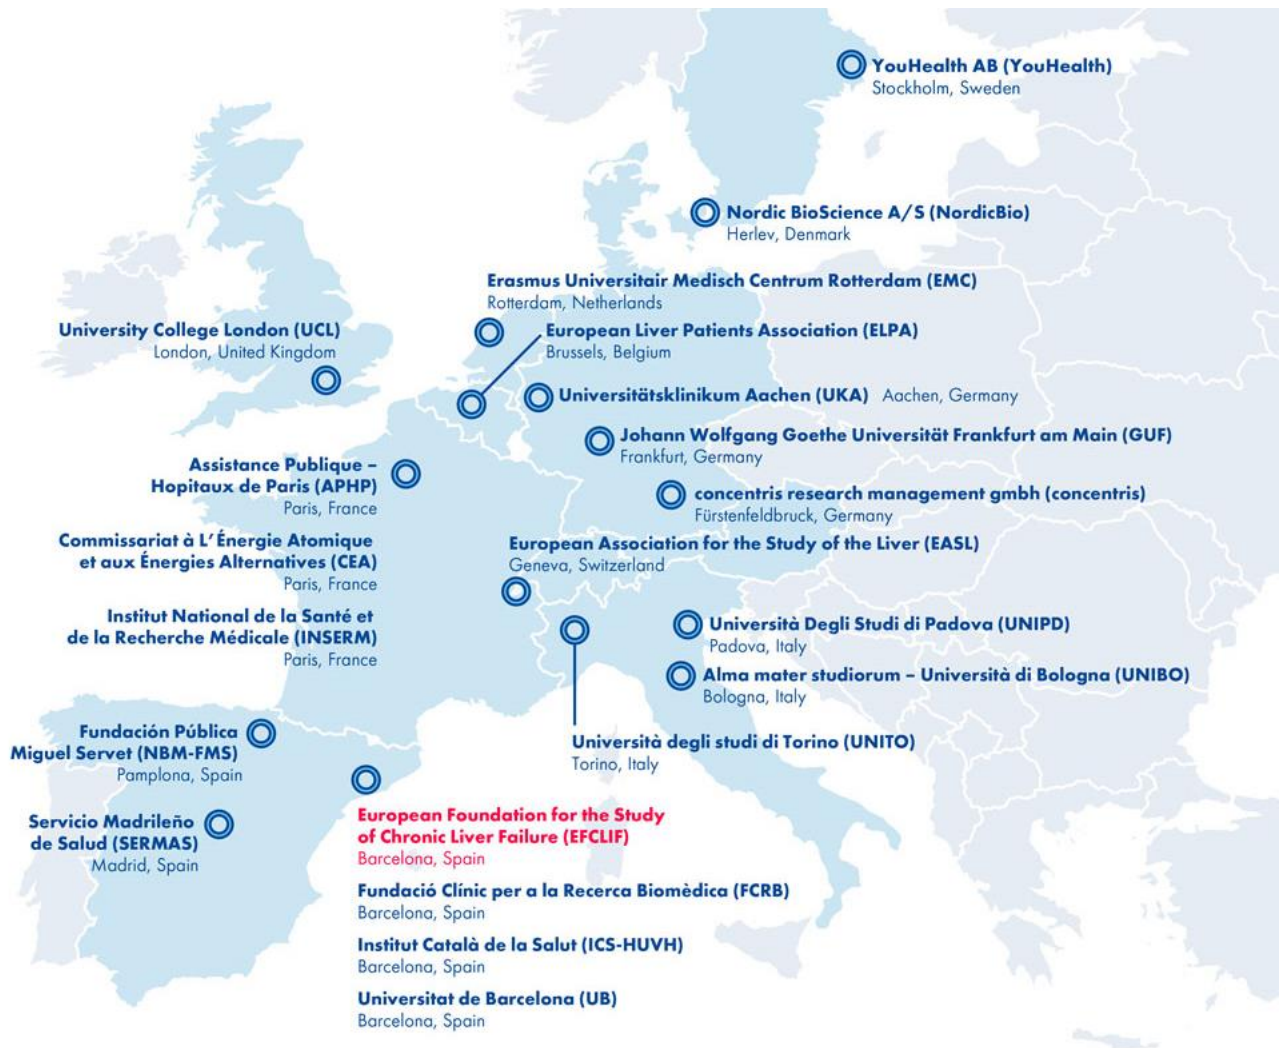 YouHealth AB (YouHealth)
Stockholm, Sweden
Nordic BioScience A/S (NordicBio)
Herlev, Denmark
Erasmus Universitair Medisch Centrum Rotterdam (EMC)
Rotterdam, Netherlands
University College London (UCL)
London, United Kingdom
European Liver Patients Association (ELPA)
Brussels, Belgium
Universitätsklinikum Aachen (UKA) Aachen, Germany
Johann Wolfgang Goethe Universität Frankfurt am Main (GUF)
Frankfurt, Germany
Assistance Publique –
Hopitaux de Paris (APHP)
Paris, France
concentris research management gmbh (concentris)
Fürstenfeldbruck, Germany
Commissariat à L'Énergie Atomique
et aux Énergies Alternatives (CEA)
Paris, France
European Association for the Study of the Liver (EASL)
Geneva, Switzerland
Institut National de la Santé et
de la Recherche Médicale (INSERM)
Paris, France
Università Degli Studi di Padova (UNIPD)
Padova, Italy
Alma mater studiorum – Università di Bologna (UNIBO)
Bologna, Italy
Fundación Pública
Miguel Servet (NBM-FMS)
Pamplona, Spain
Università degli studi di Torino (UNITO)
Torino, Italy
Servicio Madrileño
de Salud (SERMAS)
Madrid, Spain
European Foundation for the Study
of Chronic Liver Failure (EFCLIF)
Barcelona, Spain
Fundació Clínic per a la Recerca Biomèdica (FCRB)
Barcelona, Spain
Institut Català de la Salut (ICS-HUVH)
Barcelona, Spain
Universitat de Barcelona (UB)
Barcelona, Spain